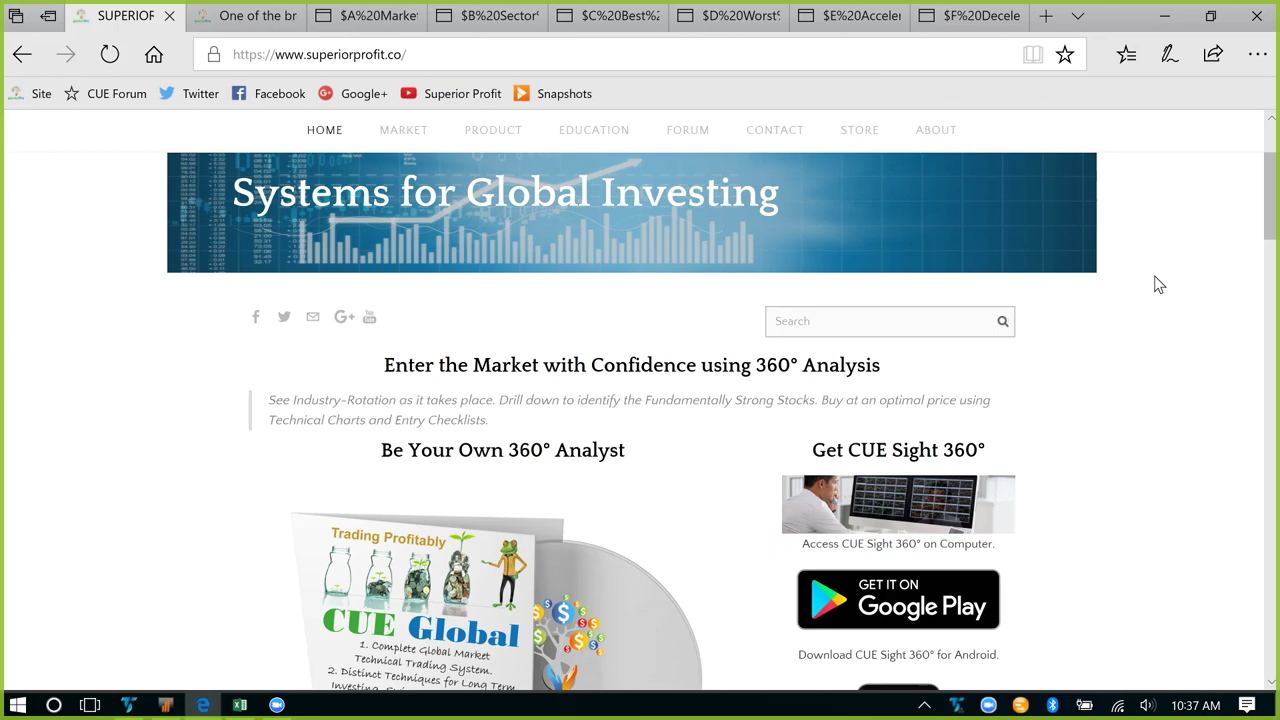 SUPERIOR
One of the br
$A%20Market
$B%20Sector
$C%20Best%2
$D%20Worst
$E%20Acceler
$F%20Decele
https://www.superiorprofit.co/
Site
CUE Forum
Twitter
Facebook
Google+
Superior Profit
Snapshots
HOME
MARKET
PRODUCT
EDUCATION
FORUM
CONTACT
STORE
ABOUT
Systems for Global Investing
Search
Enter the Market with Confidence using 360° Analysis
See Industry-Rotation as it takes place. Drill down to identify the Fundamentally Strong Stocks. Buy at an optimal price using
Technical Charts and Entry Checklists.
Be Your Own 360° Analyst
Get CUE Sight 360°
Trading Profitably
CUE Global
1. Complete Global Market
Technical Trading System.
2. Distinct Techniques for Long Term
Access CUE Sight 360° on Computer.
GET IT ON
Google Play
Download CUE Sight 360° for Android.
10:37 AM